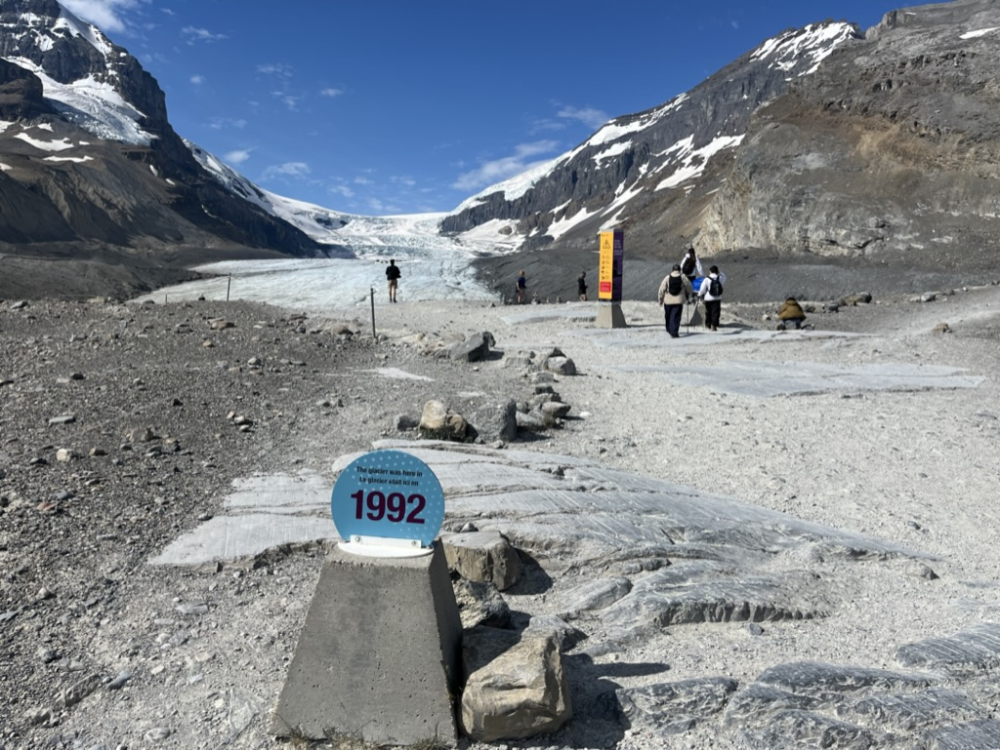 The glacier was here in
Le glacier était ici en
1992